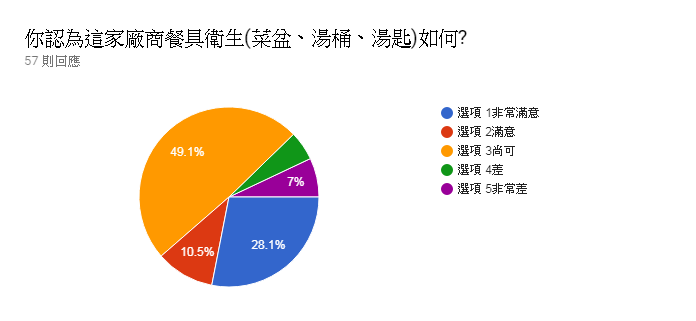 你認為這家廠商餐具衛生(菜盆、湯桶、湯匙)如何?
57 則回應
選項 1非常滿意
選項 2滿意
選項 3尚可
選項 4差
選項 5非常差
49.1%
7%
10.5%
28.1%